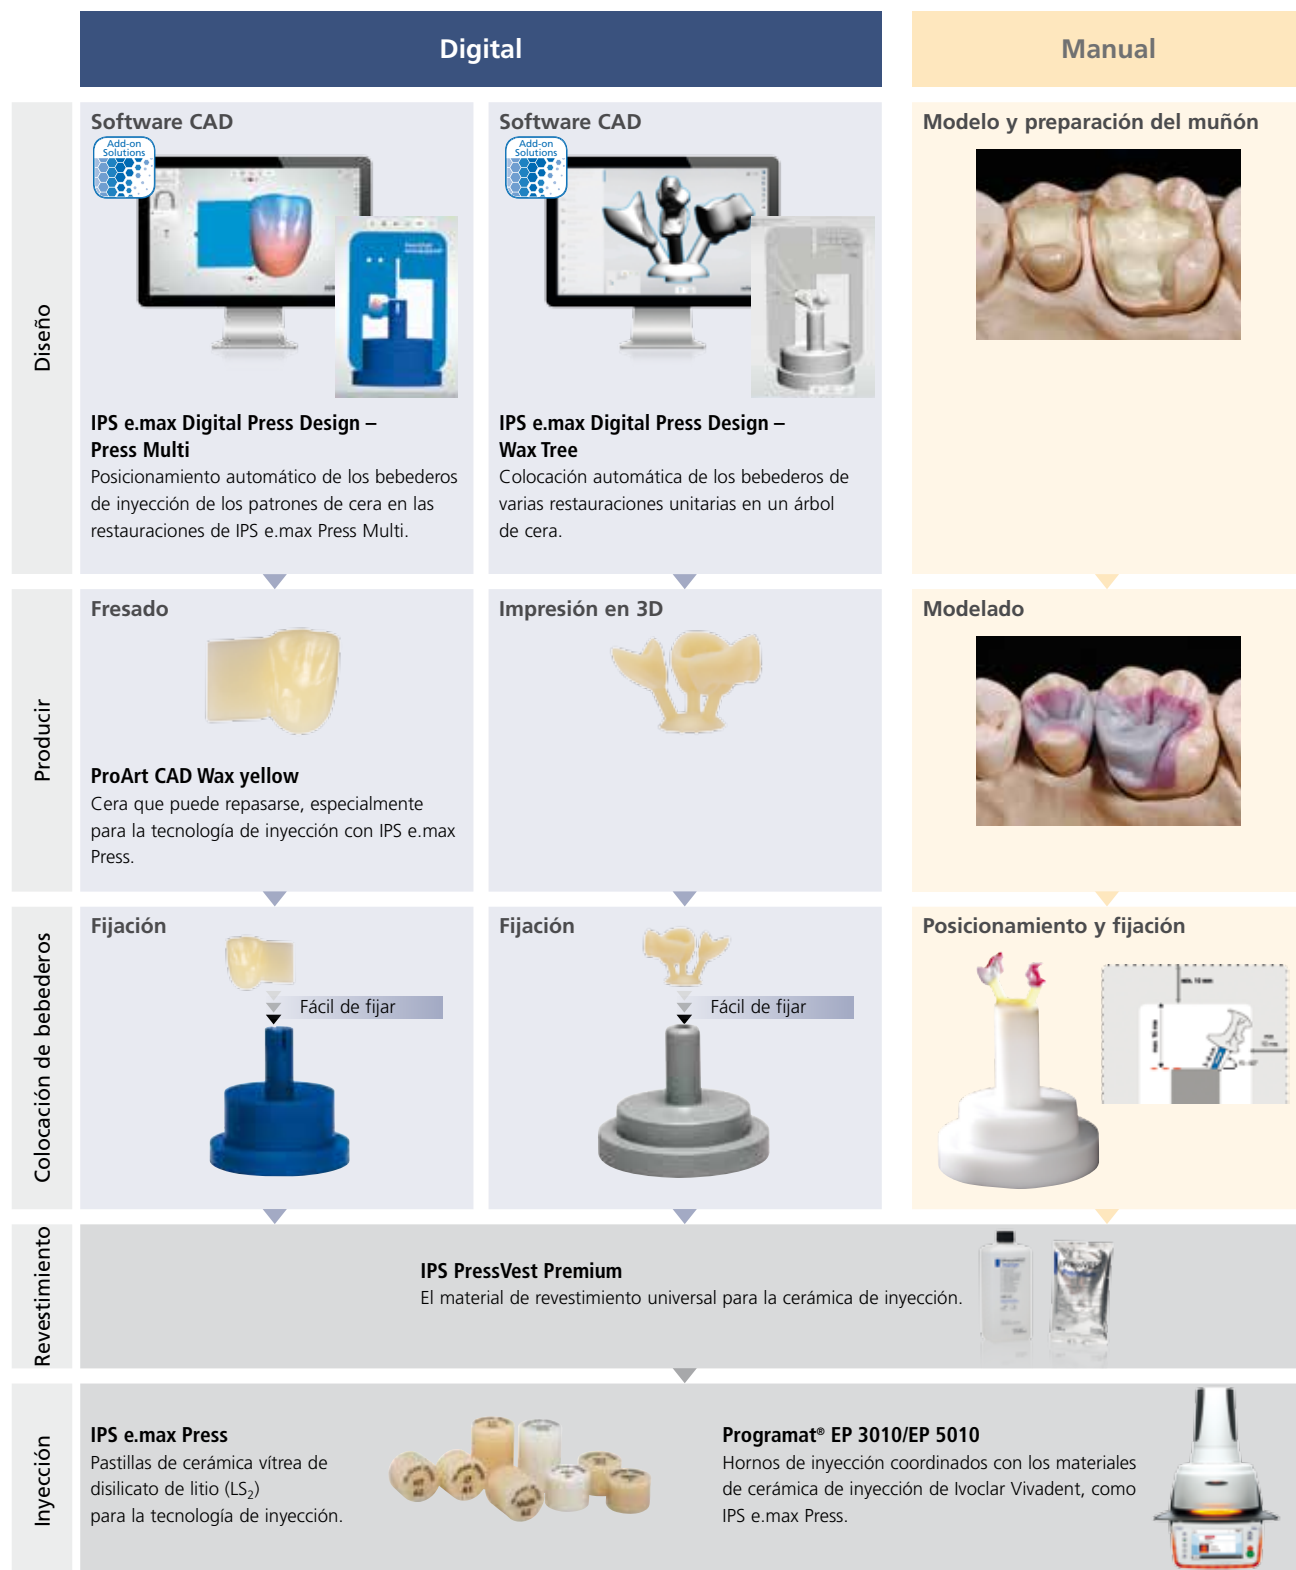 Digital
Manual
Diseño
Software CAD
Add-on
Solutions
IPS e.max Digital Press Design –
Press Multi
Posicionamiento automático de los bebederos
de inyección de los patrones de cera en las
restauraciones de IPS e.max Press Multi.
Software CAD
Add-on
Solutions
IPS e.max Digital Press Design –
Wax Tree
Colocación automática de los bebederos de
varias restauraciones unitarias en un árbol
de cera.
Modelo y preparación del muñón
Producir
Fresado
ProArt CAD Wax yellow
Cera que puede repasarse, especialmente
para la tecnología de inyección con IPS e.max
Press.
Impresión en 3D
Modelado
Colocación de bebederos
Fijación
Fácil de fijar
Fijación
Fácil de fijar
Posicionamiento y fijación
min. 10 mm
Revestimiento
IPS PressVest Premium
El material de revestimiento universal para la cerámica de inyección.
Inyección
IPS e.max Press
Pastillas de cerámica vítrea de
disilicato de litio (LS₂)
para la tecnología de inyección.
Programat® EP 3010/EP 5010
Hornos de inyección coordinados con los materiales
de cerámica de inyección de Ivoclar Vivadent, como
IPS e.max Press.